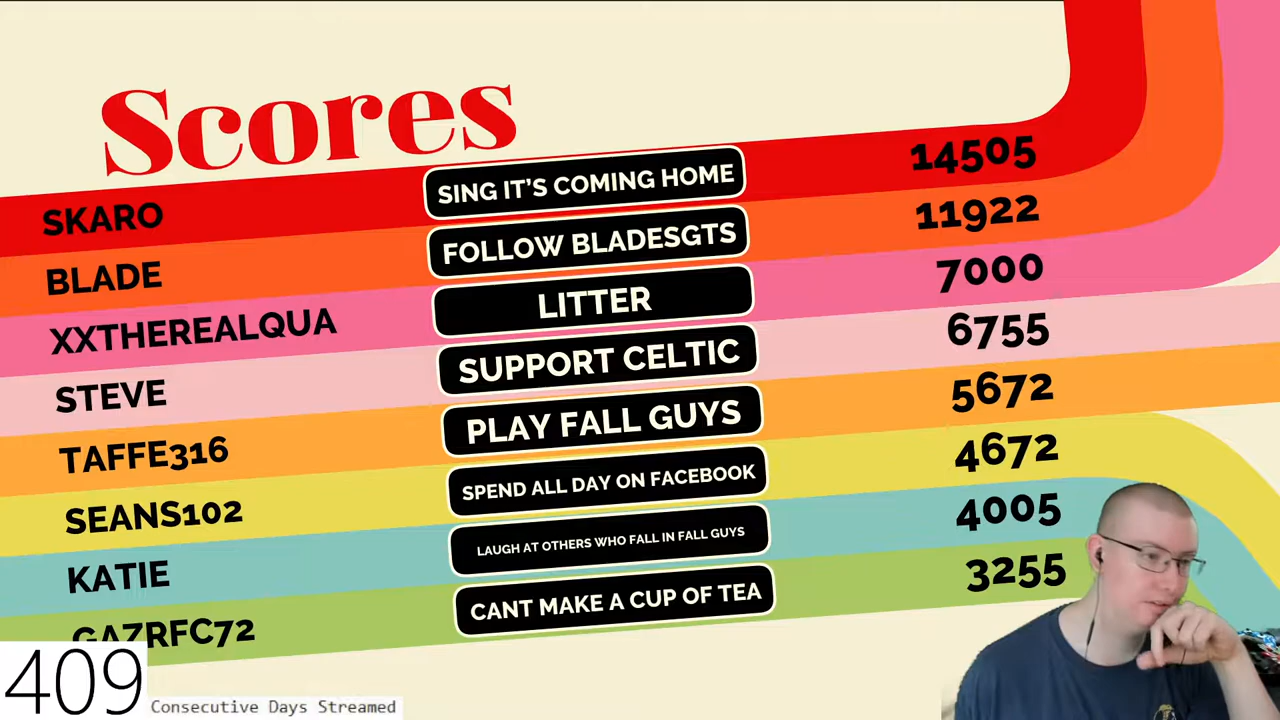 Scores
SKARO SING IT'S COMING HOME 14505
BLADE FOLLOW BLADESGTS 11922
XXTHEREALQUA LITTER 7000
STEVE SUPPORT CELTIC 6755
TAFFE316 PLAY FALL GUYS 5672
SEANS102 SPEND ALL DAY ON FACEBOOK 4672
KATIE LAUGH AT OTHERS WHO FALL IN FALL GUYS 4005
GAZRFC72 CANT MAKE A CUP OF TEA 3255
409 Consecutive Days Streamed